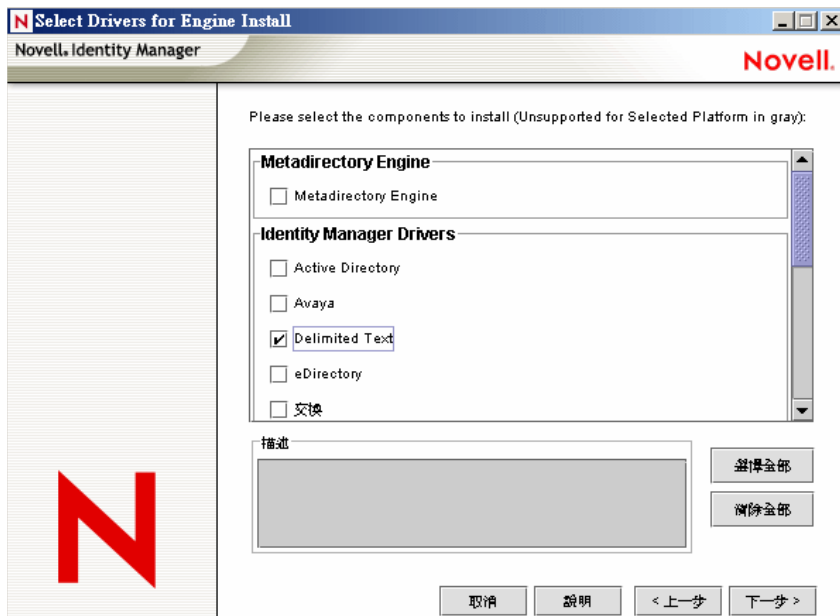 Select Drivers for Engine Install
Novell. Identity Manager
Novell.
Please select the components to install (Unsupported for Selected Platform in gray):
Metadirectory Engine
Metadirectory Engine
Identity Manager Drivers
Active Directory
Avaya
Delimited Text
eDirectory
交換
描述
選擇全部
清除全部
取消
說明
<上一步
下一步>